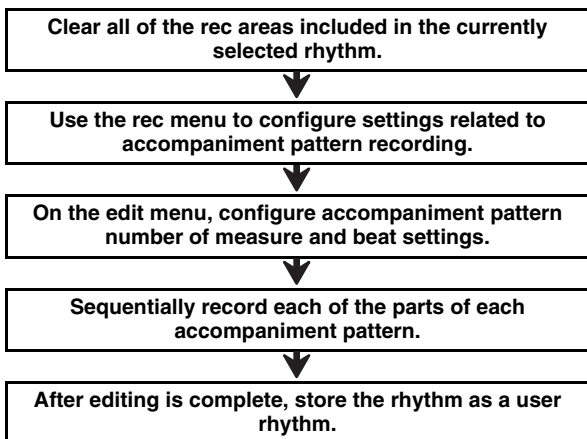 Clear all of the rec areas included in the currently
selected rhythm.
Use the rec menu to configure settings related to
accompaniment pattern recording.
On the edit menu, configure accompaniment pattern
number of measure and beat settings.
Sequentially record each of the parts of each
accompaniment pattern.
After editing is complete, store the rhythm as a user
rhythm.